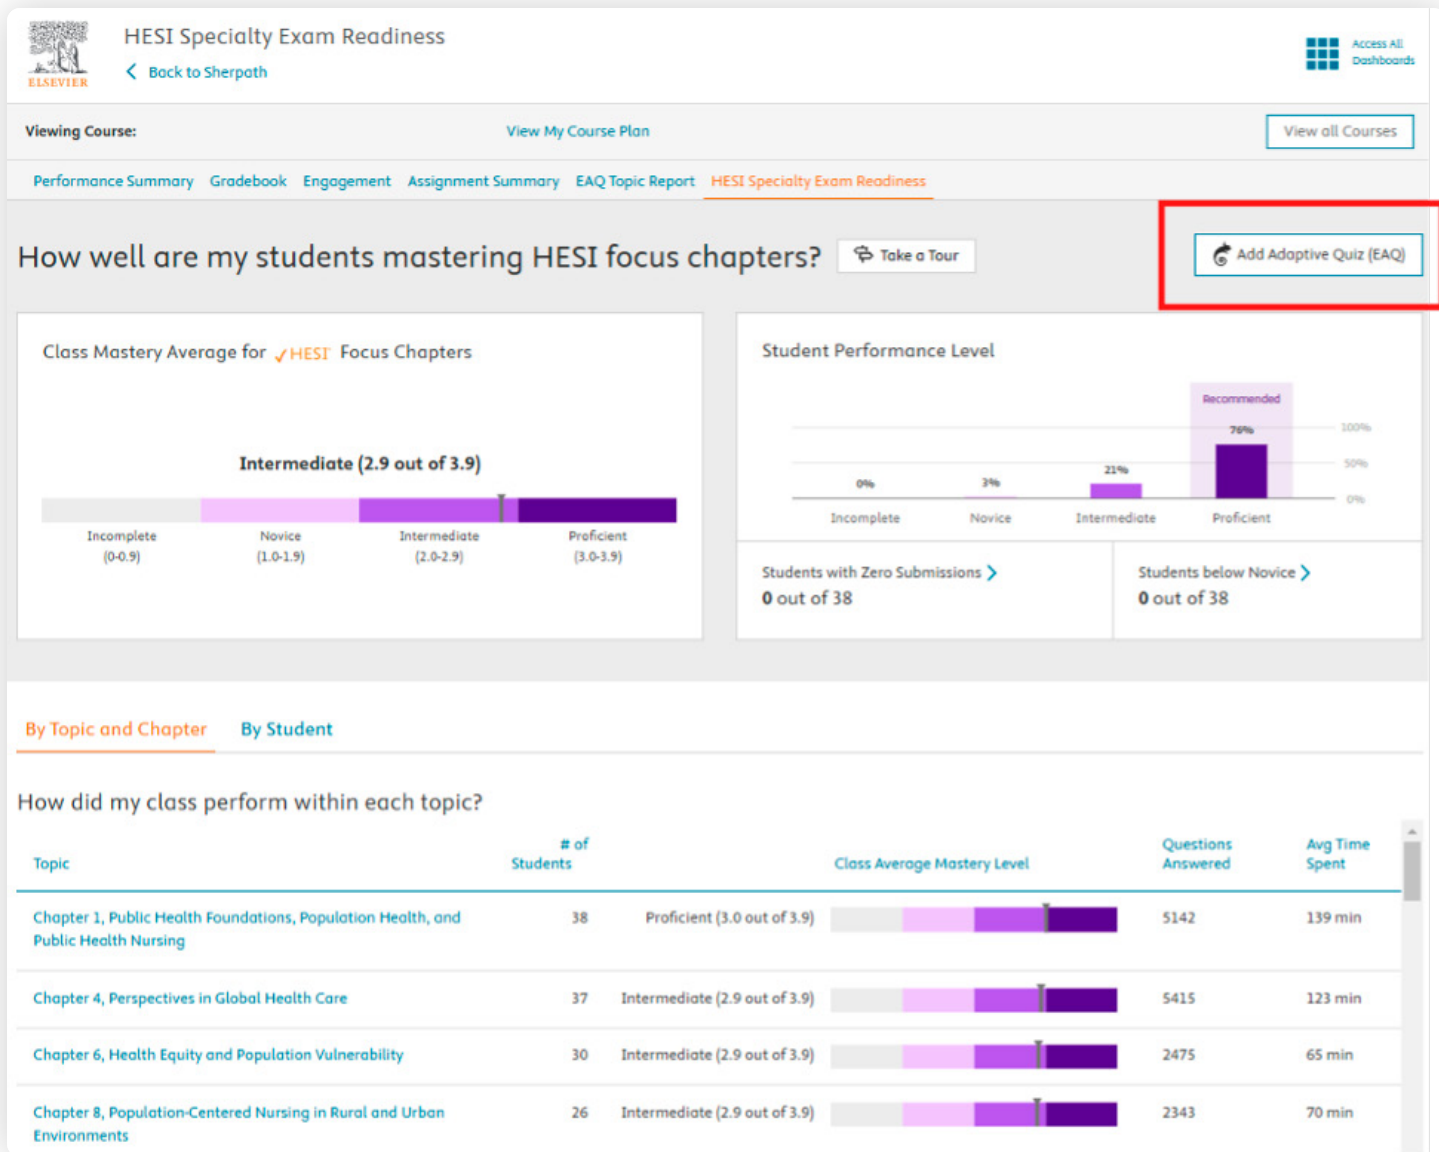 HESI Specialty Exam Readiness
ELSEVIER
Back to Sherpath
Access All
Dashboards
Viewing Course:
View My Course Plan
View all Courses
Performance Summary Gradebook Engagement Assignment Summary EAQ Topic Report HESI Specialty Exam Readiness
How well are my students mastering HESI focus chapters?
Take a Tour
Add Adaptive Quiz (EAQ)
Class Mastery Average for HESI Focus Chapters
Intermediate (2.9 out of 3.9)
Incomplete Novice Intermediate Proficient
(0-0.9) (1.0-1.9) (2.0-2.9) (3.0-3.9)
Student Performance Level
Recommended
76% 100%
50%
21%
0% 3%
0%
Incomplete Novice Intermediate Proficient
Students with Zero Submissions
0 out of 38
Students below Novice
0 out of 38
By Topic and Chapter By Student
How did my class perform within each topic?
# of Questions Avg Time
Topic Students Class Average Mastery Level Answered Spent
Chapter 1, Public Health Foundations, Population Health, and 38 Proficient (3.0 out of 3.9) 5142 139 min
Public Health Nursing
Chapter 4, Perspectives in Global Health Care 37 Intermediate (2.9 out of 3.9) 5415 123 min
Chapter 6, Health Equity and Population Vulnerability 30 Intermediate (2.9 out of 3.9) 2475 65 min
Chapter 8, Population-Centered Nursing in Rural and Urban 26 Intermediate (2.9 out of 3.9) 2343 70 min
Environments